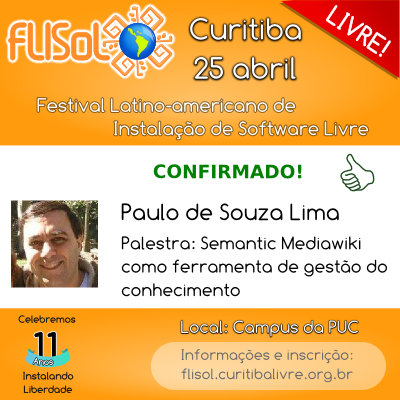 FLISoL
Curitiba
25 abril
LIVRE!
Festival Latino-americano de
Instalação de Software Livre
CONFIRMADO!
Paulo de Souza Lima
Palestra: Semantic Mediawiki
como ferramenta de gestão do
conhecimento
Celebremos
11
Anos
Instalando
Liberdade
Local: Campus da PUC
Informações e inscrição:
flisol.curitibalivre.org.br